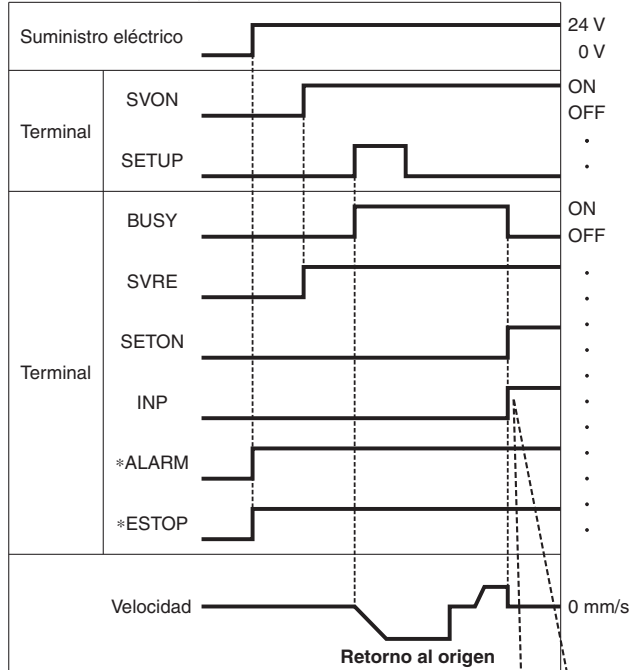 Suministro eléctrico
24 V
0 V
Terminal
SVON
ON
OFF
SETUP
Terminal
BUSY
ON
OFF
SVRE
SETON
INP
*ALARM
*ESTOP
Velocidad
0 mm/s
Retorno al origen